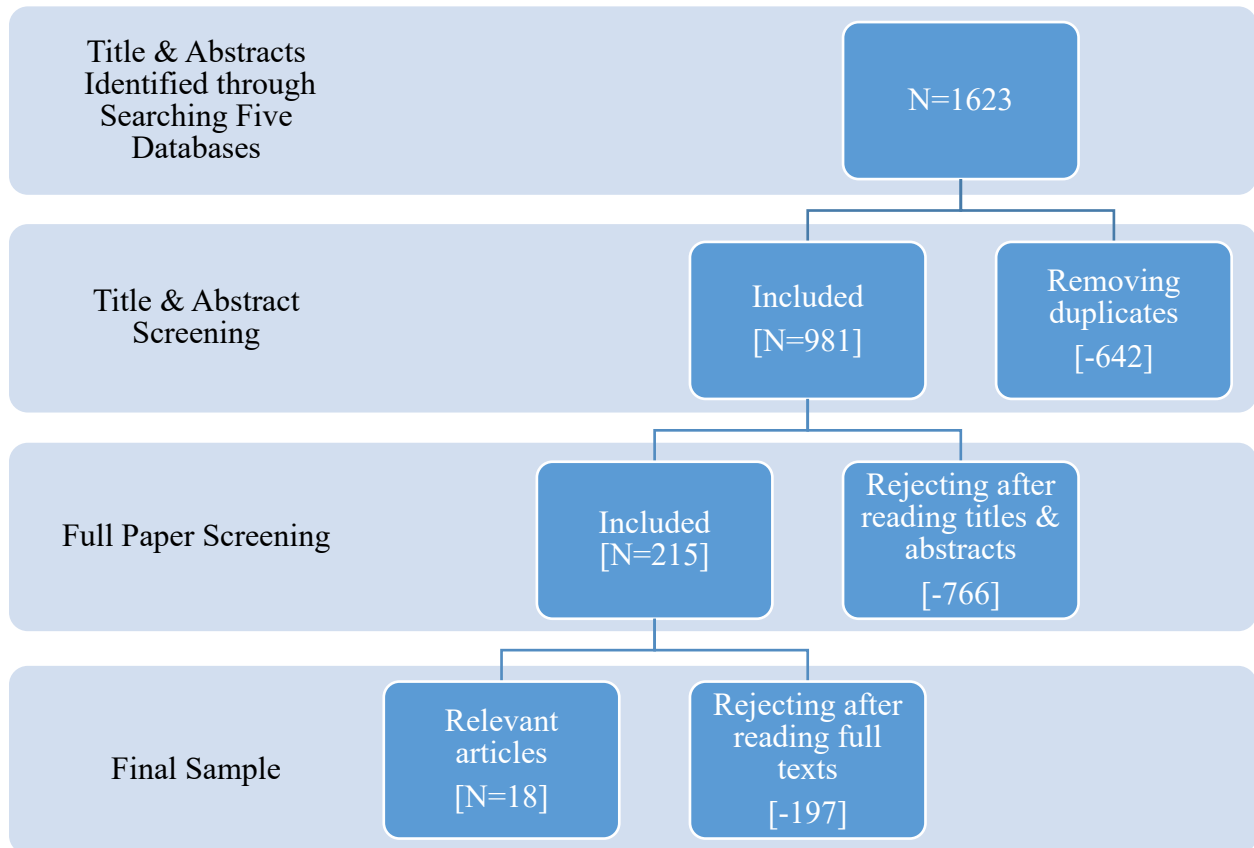 Title & Abstracts
Identified through
Searching Five
Databases
N=1623
Title & Abstract
Screening
Included
[N=981]
Removing
duplicates
[-642]
Full Paper Screening
Included
[N=215]
Rejecting after
reading titles &
abstracts
[-766]
Final Sample
Relevant
articles
[N=18]
Rejecting after
reading full
texts
[-197]